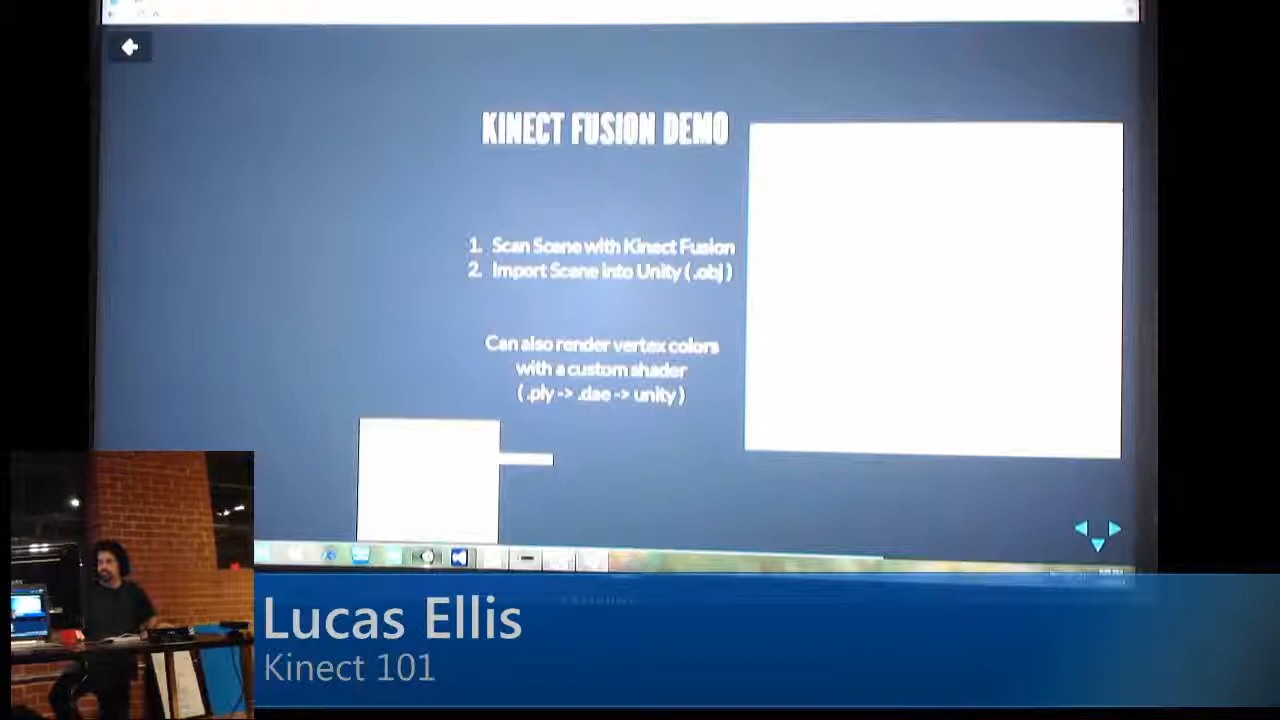 KINECT FUSION DEMO
1. Scan Scene with Kinect Fusion
2. Import Scene into Unity ( .obj )
Can also render vertex colors
with a custom shader
( .ply -> .dae -> unity )
Lucas Ellis
Kinect 101